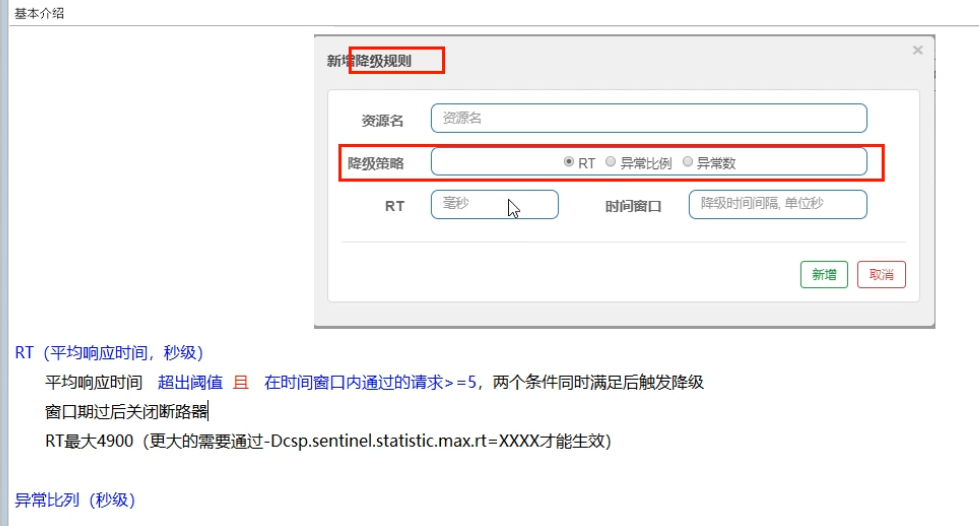 基本介绍
新增降级规则 ×
资源名 资源名
降级策略 RT 异常比例 异常数
RT 毫秒 时间窗口 降级时间间隔, 单位秒
新增 取消
RT（平均响应时间，秒级）
平均响应时间 超出阈值 且 在时间窗口内通过的请求>=5，两个条件同时满足后触发降级
窗口期过后关闭断路器
RT最大4900（更大的需要通过-Dcsp.sentinel.statistic.max.rt=XXXX才能生效）
异常比列（秒级）